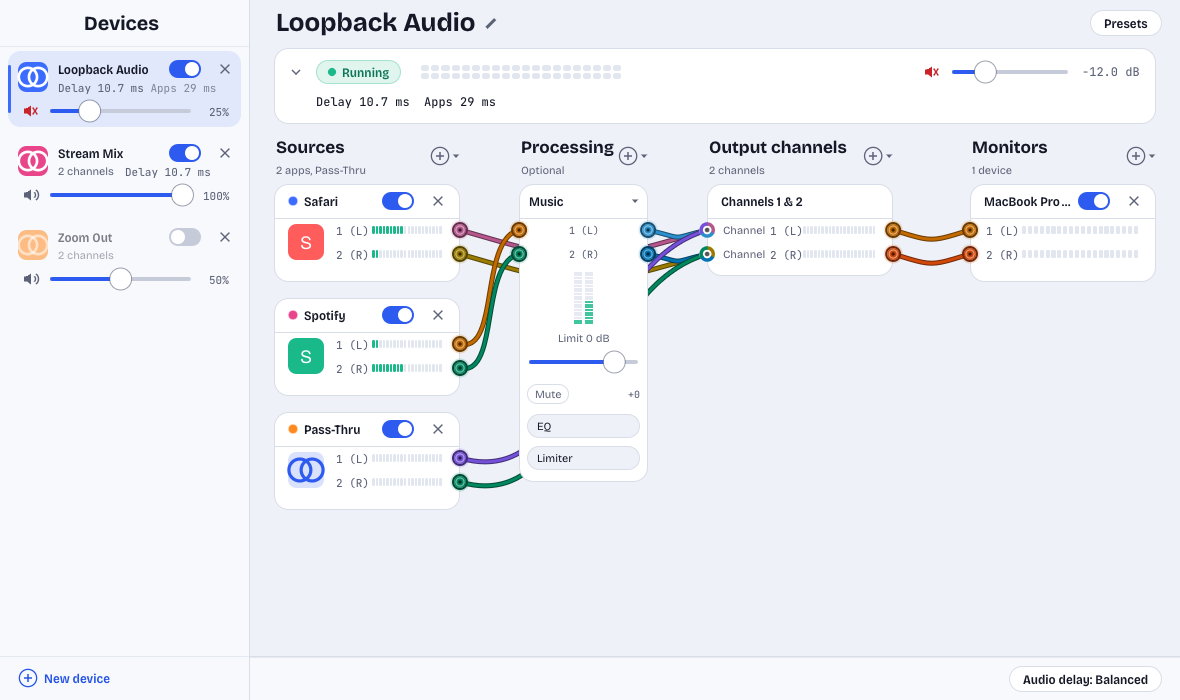 Devices
Loopback Audio
Delay 10.7 ms Apps 29 ms
25%
Stream Mix
2 channels Delay 10.7 ms
100%
Zoom Out
2 channels
50%
New device
Loopback Audio
Presets
Running
-12.0 dB
Delay 10.7 ms Apps 29 ms
Sources
2 apps, Pass-Thru
Safari
S
1 (L)
2 (R)
Spotify
S
1 (L)
2 (R)
Pass-Thru
1 (L)
2 (R)
Processing
Optional
Music
1 (L)
2 (R)
Limit 0 dB
Mute +0
EQ
Limiter
Output channels
2 channels
Channels 1 & 2
Channel 1 (L)
Channel 2 (R)
Monitors
1 device
MacBook Pro ...
1 (L)
2 (R)
Audio delay: Balanced